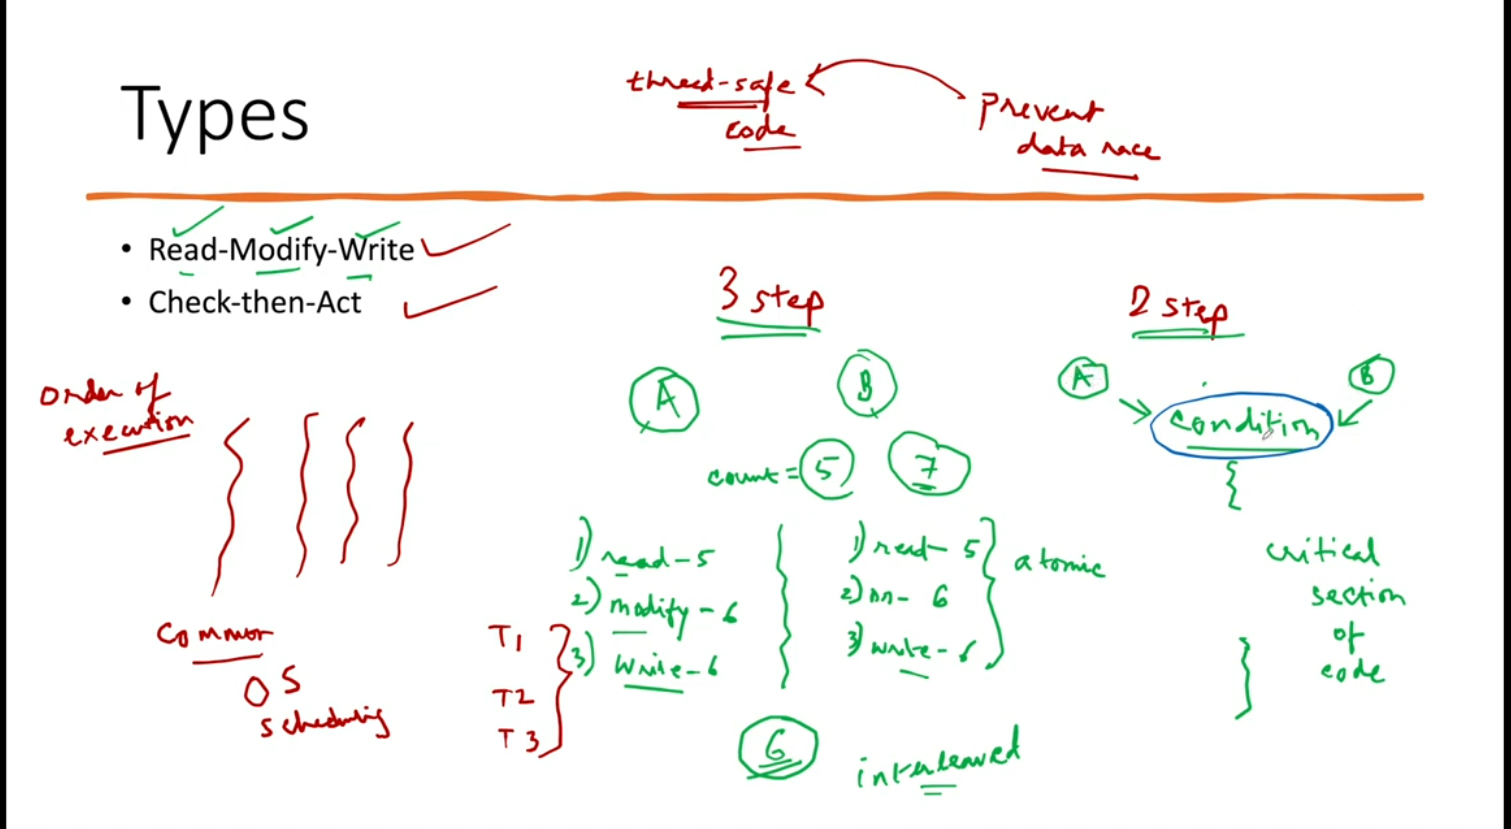 Types
thread-safe
code
prevent
data race
• Read-Modify-Write
• Check-then-Act
3 step
2 step
order of
execution
A
B
A
B
condition
count = 5
7
{
1) read - 5
2) modify - 6
3) write - 6
1) read - 5
2) m - 6
3) write - 6
atomic
critical
section
of
code
}
common
OS
scheduling
T1
T2
T3
6
interleaved